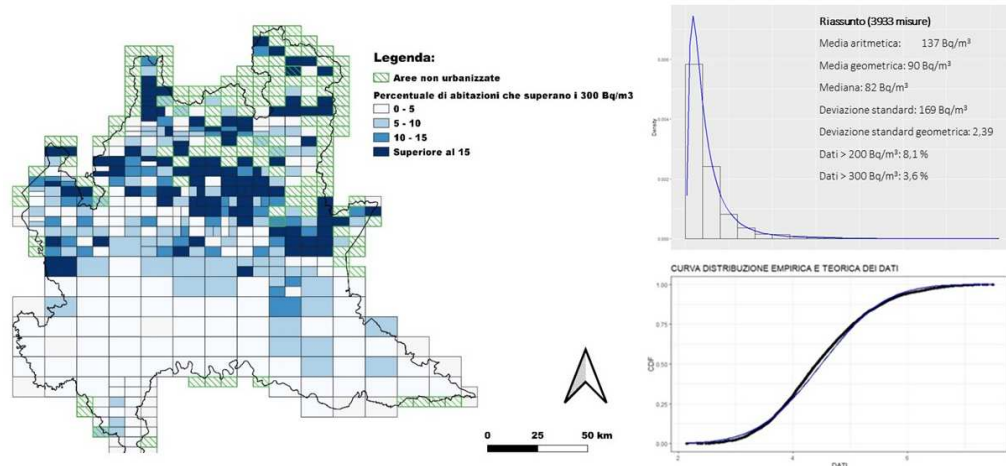 Legenda:
Aree non urbanizzate
Percentuale di abitazioni che superano i 300 Bq/m3
0 - 5
5 - 10
10 - 15
Superiore al 15
0 25 50 km
Riassunto (3933 misure)
Media aritmetica: 137 Bq/m³
Media geometrica: 90 Bq/m³
Mediana: 82 Bq/m³
Deviazione standard: 169 Bq/m³
Deviazione standard geometrica: 2,39
Dati > 200 Bq/m³: 8,1 %
Dati > 300 Bq/m³: 3,6 %
Density
CURVA DISTRIBUZIONE EMPIRICA E TEORICA DEI DATI
1.00
0.75
CDF
0.50
0.25
0.00
2 4
DATI